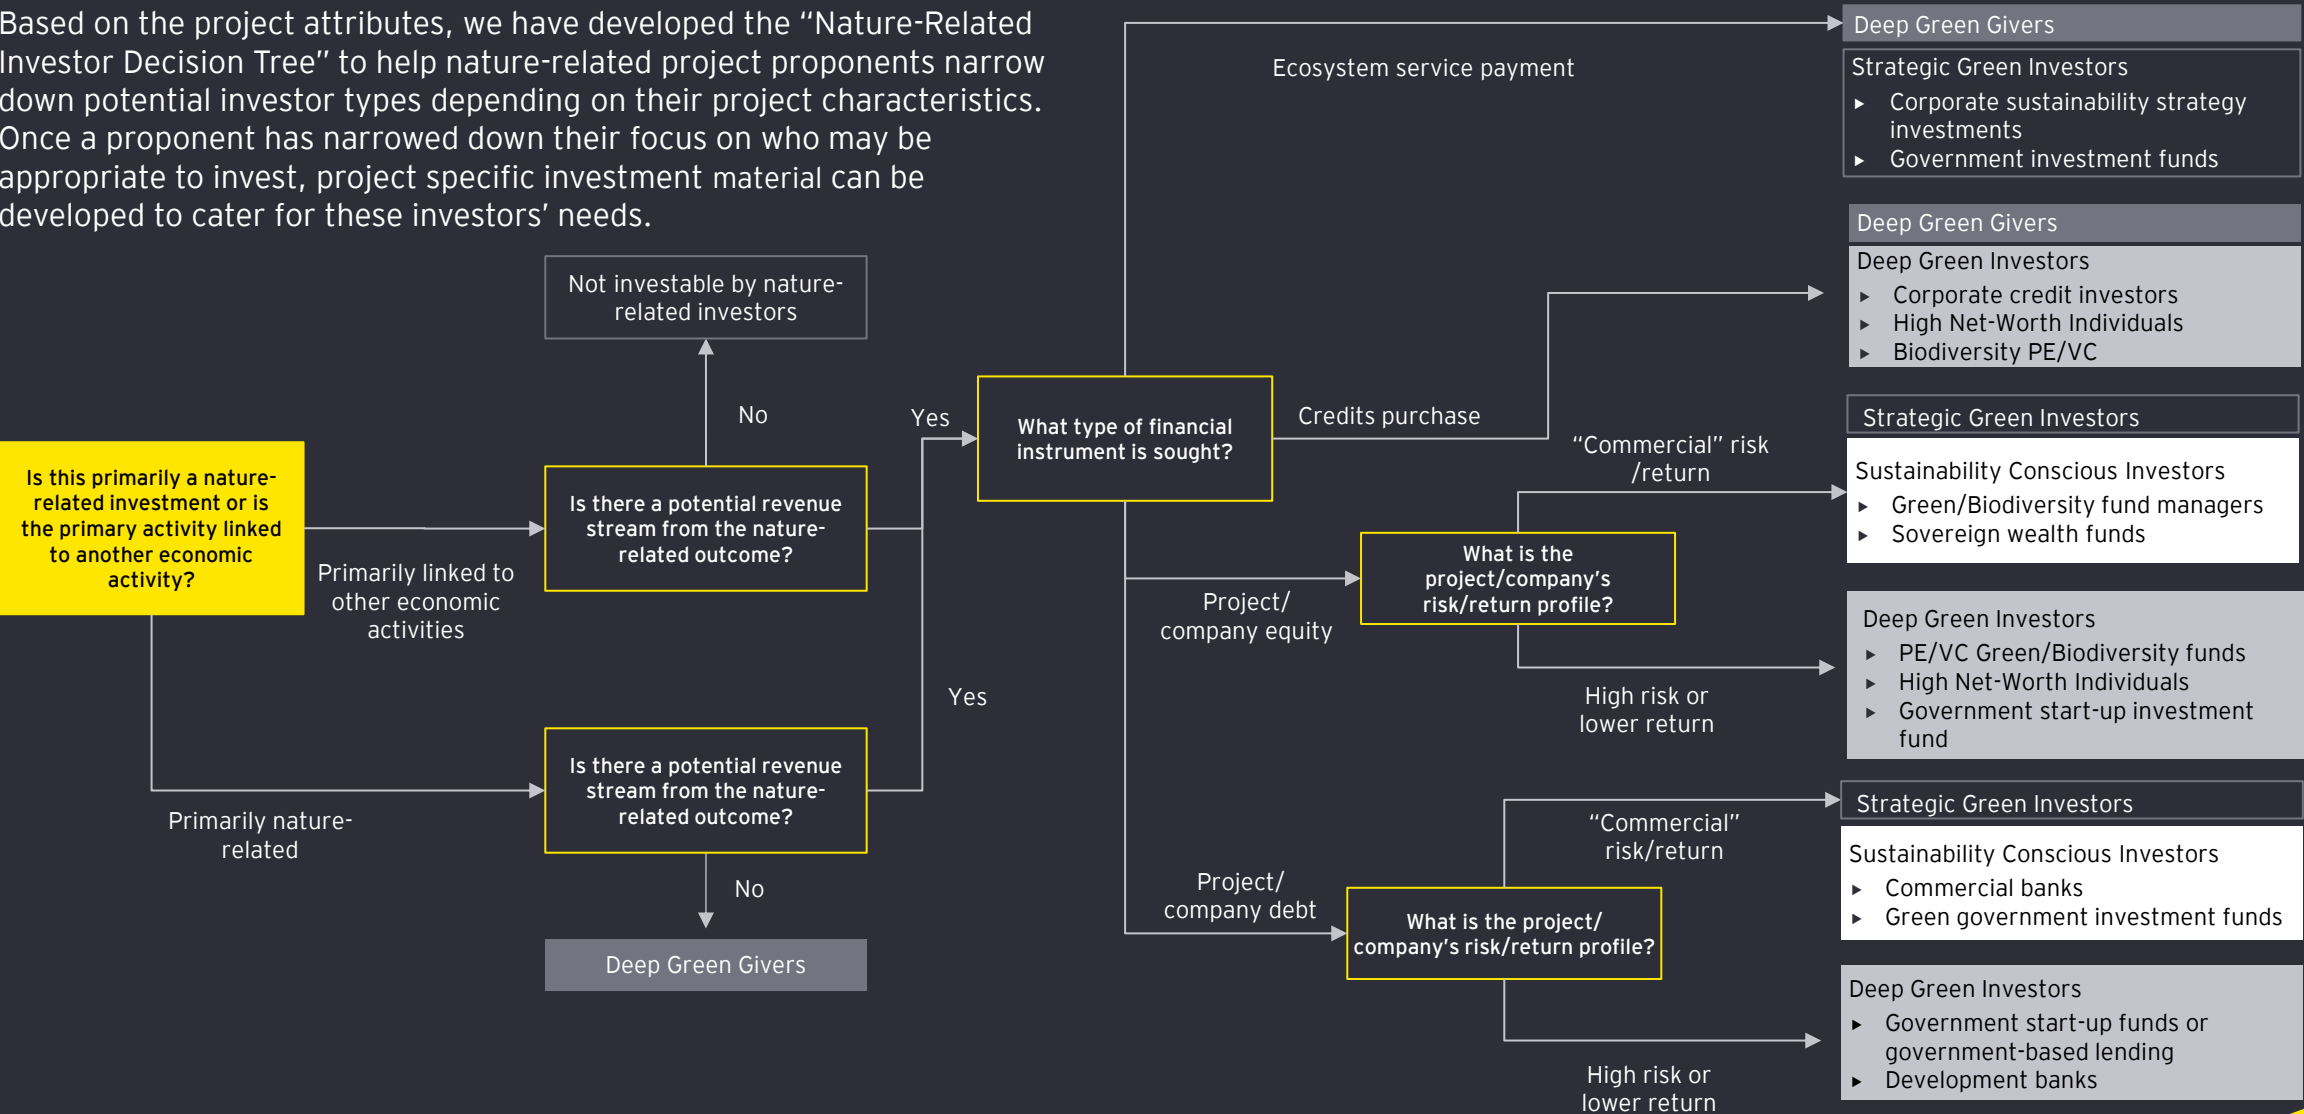 Based on the project attributes, we have developed the “Nature-Related
Investor Decision Tree” to help nature-related project proponents narrow
down potential investor types depending on their project characteristics.
Once a proponent has narrowed down their focus on who may be
appropriate to invest, project specific investment material can be
developed to cater for these investors’ needs.
Is this primarily a nature-
related investment or is
the primary activity linked
to another economic
activity?
Primarily linked to
other economic
activities
Primarily nature-
related
Not investable by nature-
related investors
No
Is there a potential revenue
stream from the nature-
related outcome?
Yes
Is there a potential revenue
stream from the nature-
related outcome?
Yes
No
Deep Green Givers
What type of financial
instrument is sought?
Ecosystem service payment
Credits purchase
Project/
company equity
Project/
company debt
What is the
project/company’s
risk/return profile?
“Commercial” risk
/return
High risk or
lower return
What is the project/
company’s risk/return profile?
“Commercial”
risk/return
High risk or
lower return
Deep Green Givers
Strategic Green Investors
▸ Corporate sustainability strategy
investments
▸ Government investment funds
Deep Green Givers
Deep Green Investors
▸ Corporate credit investors
▸ High Net-Worth Individuals
▸ Biodiversity PE/VC
Strategic Green Investors
Sustainability Conscious Investors
▸ Green/Biodiversity fund managers
▸ Sovereign wealth funds
Deep Green Investors
▸ PE/VC Green/Biodiversity funds
▸ High Net-Worth Individuals
▸ Government start-up investment
fund
Strategic Green Investors
Sustainability Conscious Investors
▸ Commercial banks
▸ Green government investment funds
Deep Green Investors
▸ Government start-up funds or
government-based lending
▸ Development banks